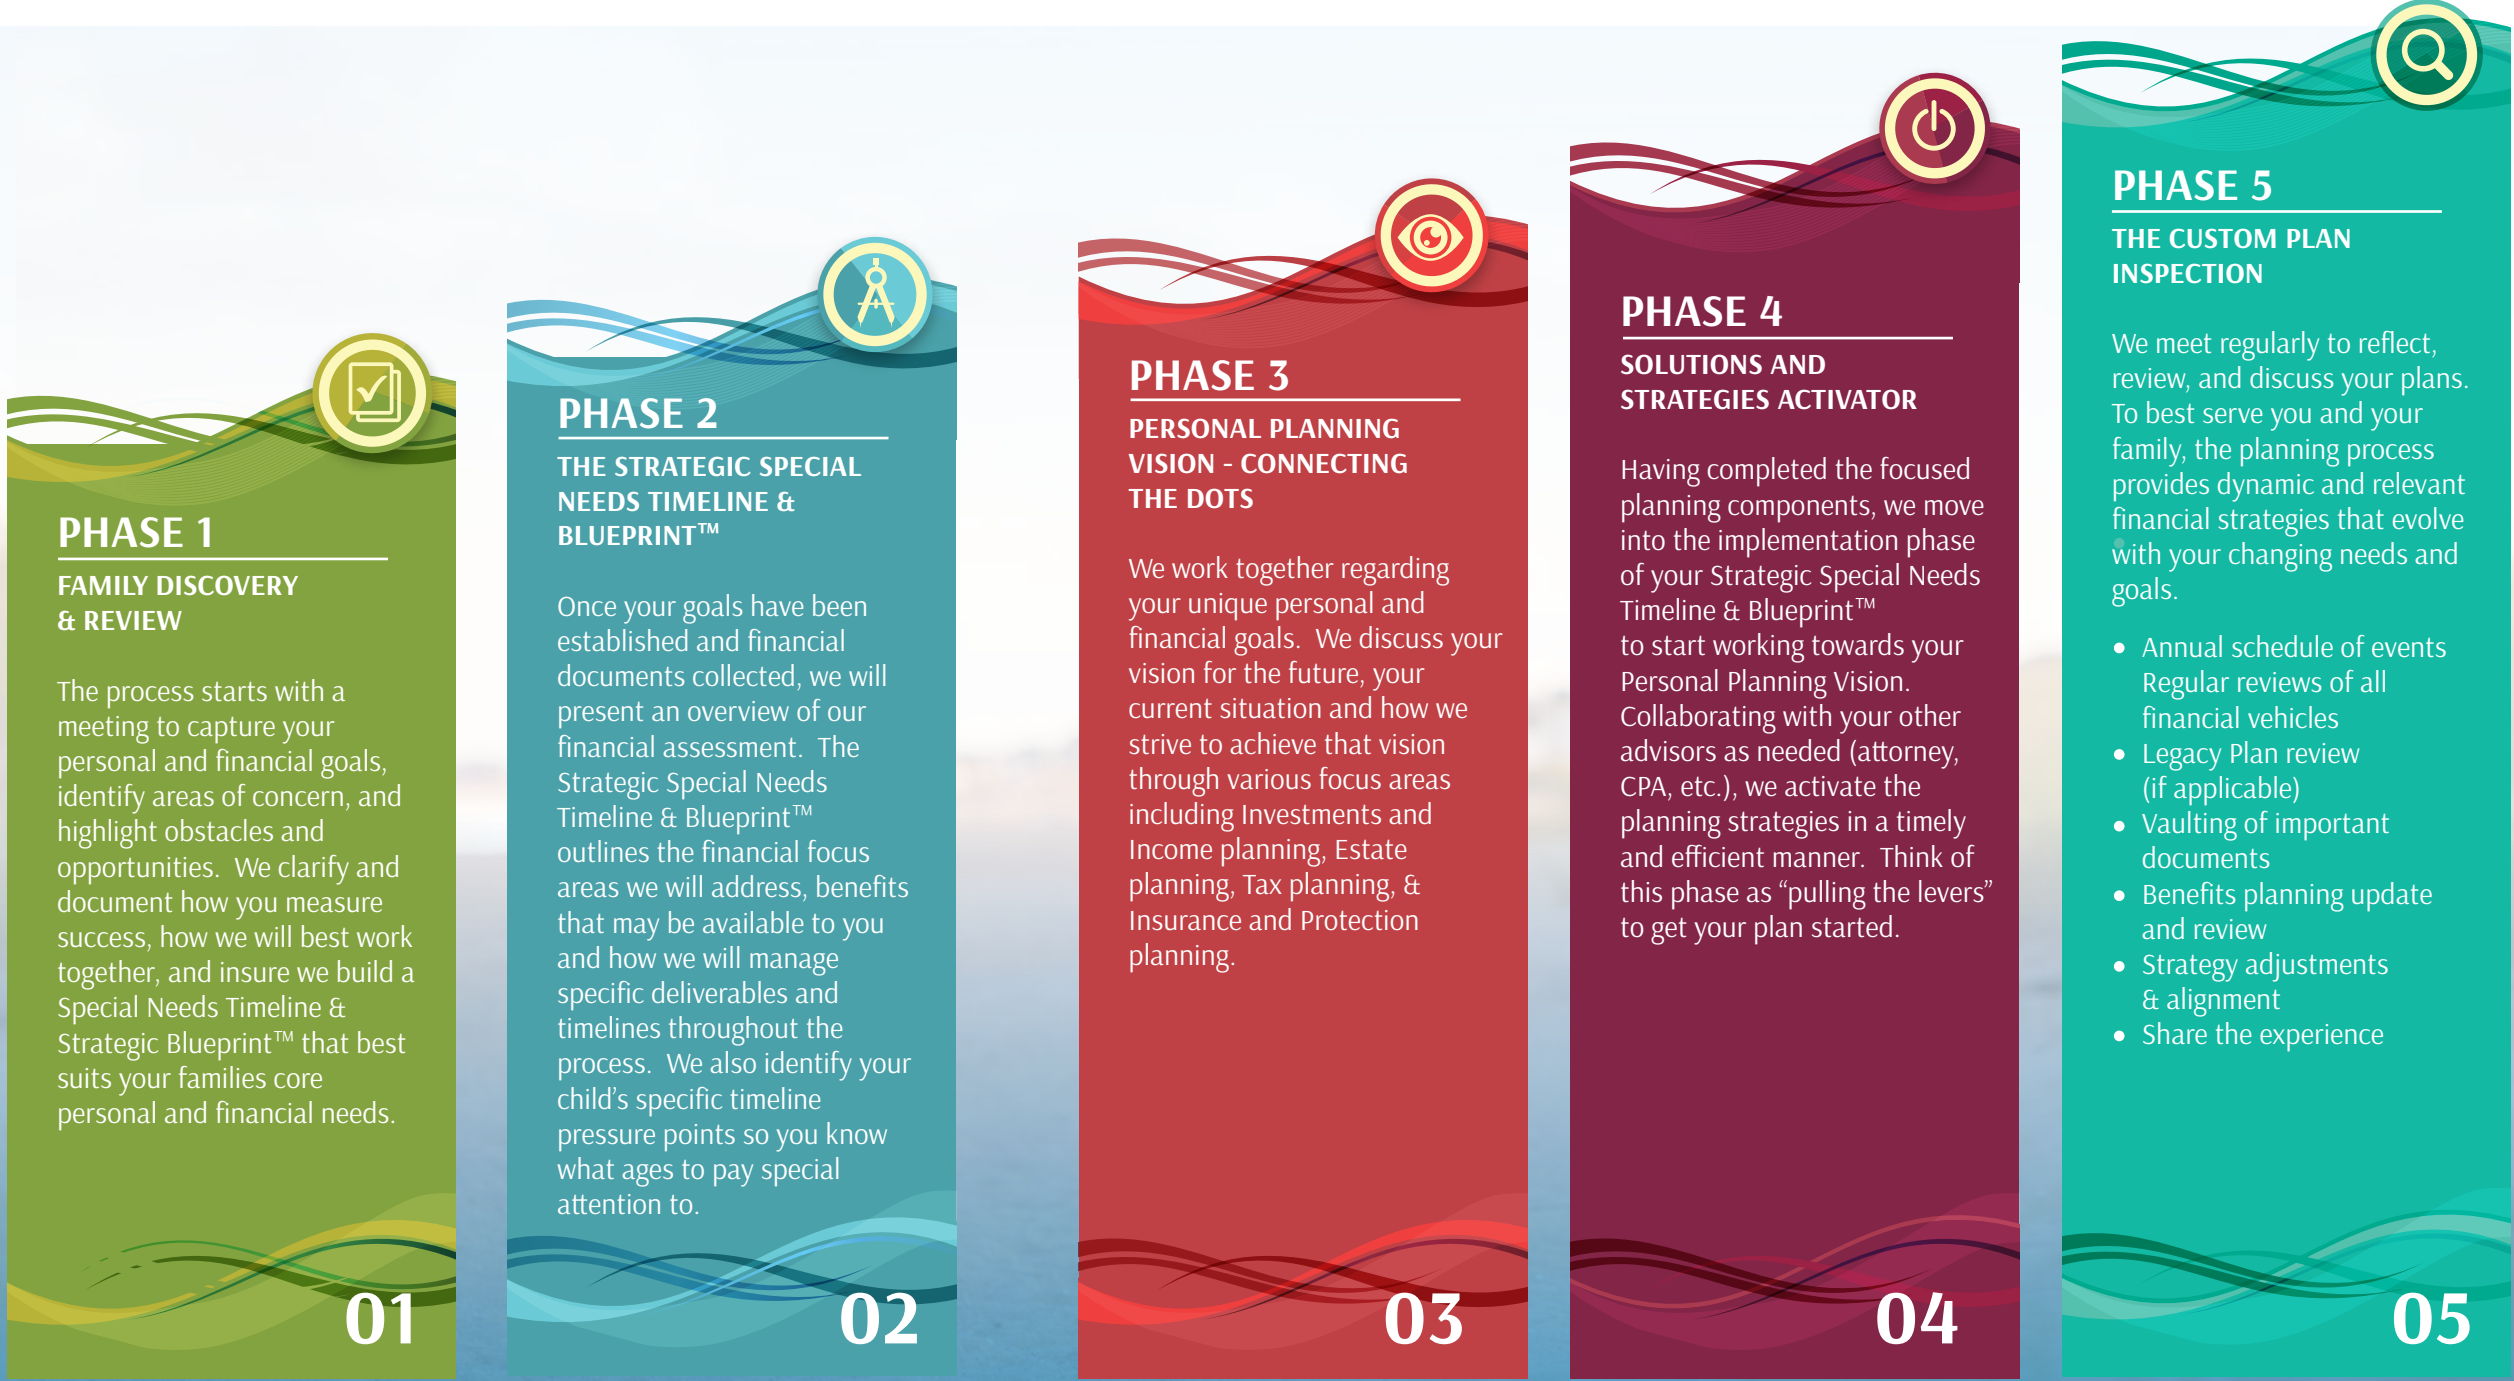 PHASE 1
FAMILY DISCOVERY
& REVIEW
The process starts with a
meeting to capture your
personal and financial goals,
identify areas of concern, and
highlight obstacles and
opportunities.  We clarify and
document how you measure
success, how we will best work
together, and insure we build a
Special Needs Timeline &
Strategic Blueprint™ that best
suits your families core
personal and financial needs.
01
PHASE 2
THE STRATEGIC SPECIAL
NEEDS TIMELINE &
BLUEPRINT™
Once your goals have been
established and financial
documents collected, we will
present an overview of our
financial assessment.  The
Strategic Special Needs
Timeline & Blueprint™
outlines the financial focus
areas we will address, benefits
that may be available to you
and how we will manage
specific deliverables and
timelines throughout the
process.  We also identify your
child’s specific timeline
pressure points so you know
what ages to pay special
attention to.
02
PHASE 3
PERSONAL PLANNING
VISION - CONNECTING
THE DOTS
We work together regarding
your unique personal and
financial goals.  We discuss your
vision for the future, your
current situation and how we
strive to achieve that vision
through various focus areas
including Investments and
Income planning, Estate
planning, Tax planning, &
Insurance and Protection
planning.
03
PHASE 4
SOLUTIONS AND
STRATEGIES ACTIVATOR
Having completed the focused
planning components, we move
into the implementation phase
of your Strategic Special Needs
Timeline & Blueprint™
to start working towards your
Personal Planning Vision.
Collaborating with your other
advisors as needed (attorney,
CPA, etc.), we activate the
planning strategies in a timely
and efficient manner.  Think of
this phase as “pulling the levers”
to get your plan started.
04
PHASE 5
THE CUSTOM PLAN
INSPECTION
We meet regularly to reflect,
review, and discuss your plans.
To best serve you and your
family, the planning process
provides dynamic and relevant
financial strategies that evolve
with your changing needs and
goals.
• Annual schedule of events
Regular reviews of all
financial vehicles
• Legacy Plan review
(if applicable)
• Vaulting of important
documents
• Benefits planning update
and review
• Strategy adjustments
& alignment
• Share the experience
05